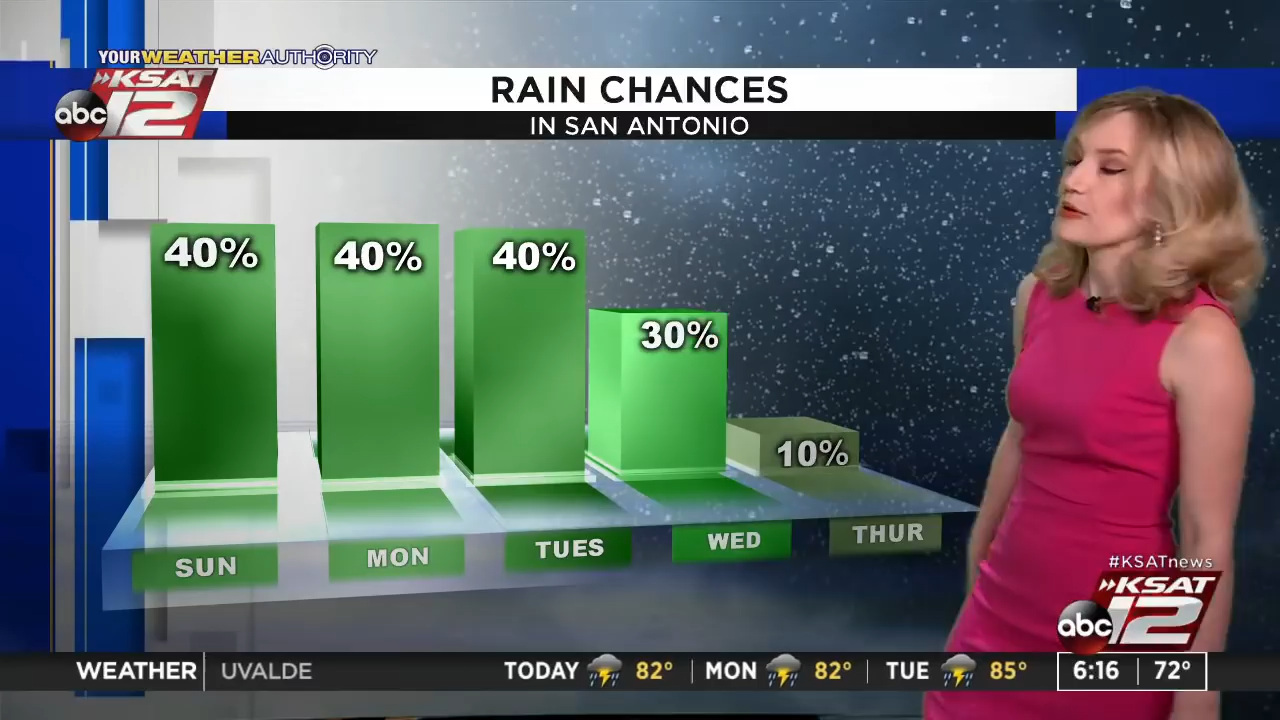 YOURWEATHERAUTHORITY
KSAT
abc 12
RAIN CHANCES
IN SAN ANTONIO
40%
40%
40%
30%
10%
SUN
MON
TUES
WED
THUR
#KSATnews
KSAT
abc 12
WEATHER UVALDE TODAY 82° MON 82° TUE 85° 6:16 72°